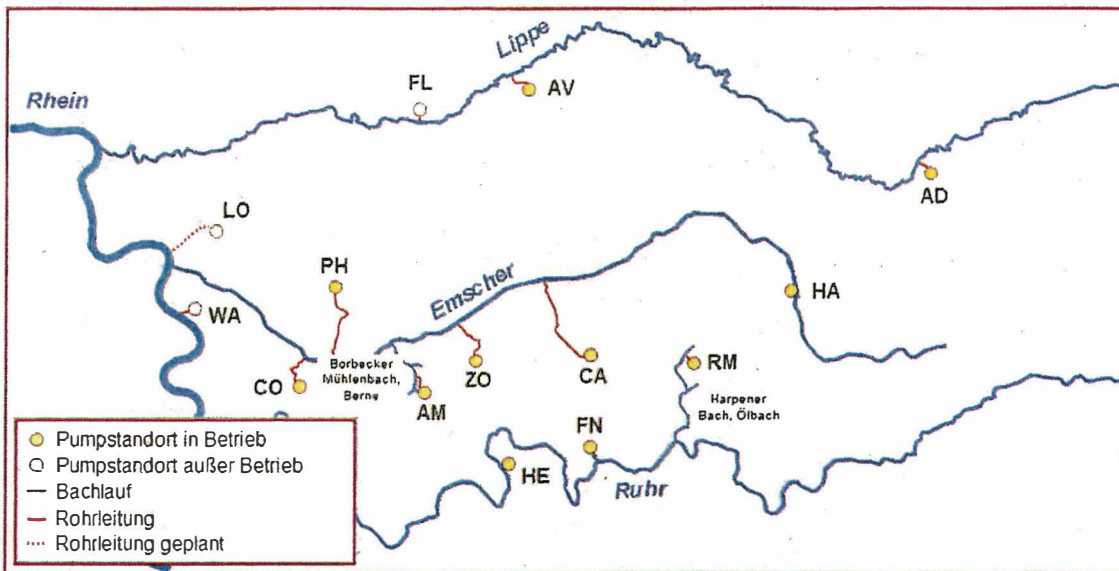 Lippe
FL
AV
Rhein
AD
LO
PH
Emscher
HA
WA
Borbecker
Mühlenbach,
Berne
CO
AM
ZO
CA
RM
Harpener
Bach, Ölbach
FN
HE
Ruhr
Pumpstandort in Betrieb
Pumpstandort außer Betrieb
Bachlauf
Rohrleitung
Rohrleitung geplant